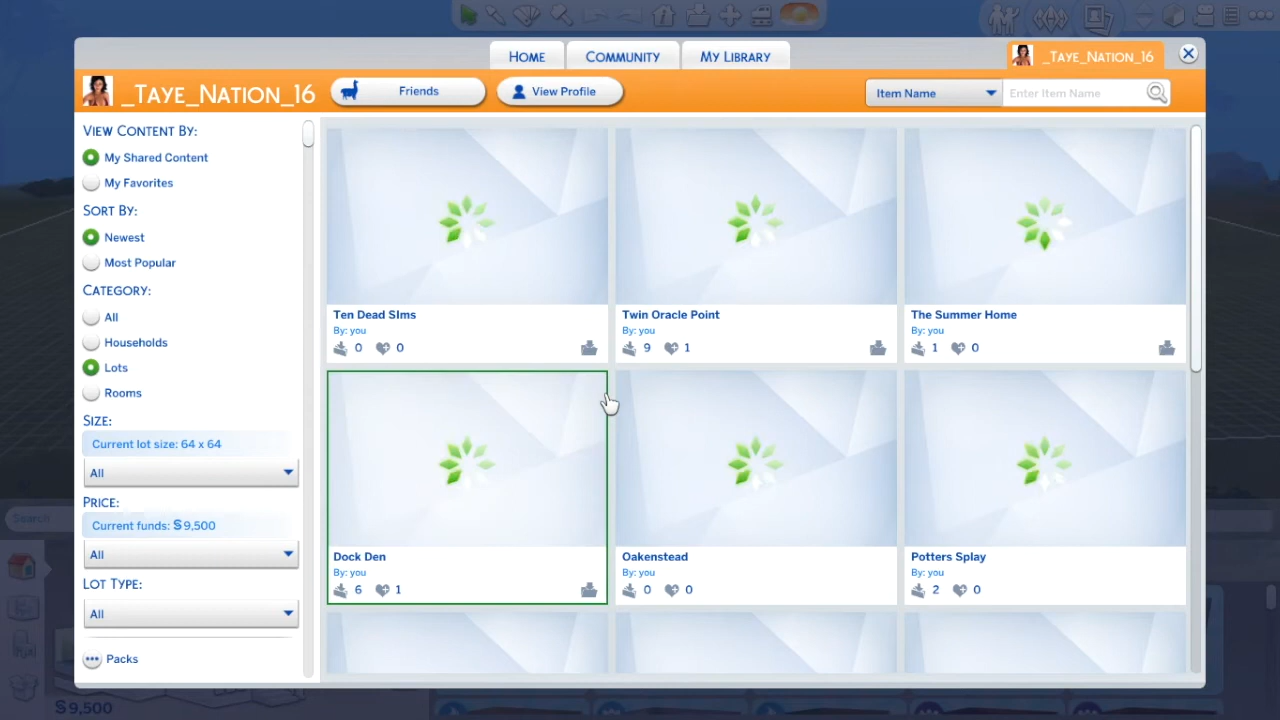 HOME
COMMUNITY
MY LIBRARY
_TAYE_NATION_16
_TAYE_NATION_16
Friends
View Profile
Item Name
Enter Item Name
VIEW CONTENT BY:
My Shared Content
My Favorites
SORT BY:
Newest
Most Popular
CATEGORY:
All
Households
Lots
Rooms
SIZE:
Current lot size: 64 x 64
All
PRICE:
Current funds: §9,500
All
LOT TYPE:
All
Packs
Ten Dead SIms
By: you
0 0
Twin Oracle Point
By: you
9 1
The Summer Home
By: you
1 0
Dock Den
By: you
6 1
Oakenstead
By: you
0 0
Potters Splay
By: you
2 0
Search
§9,500